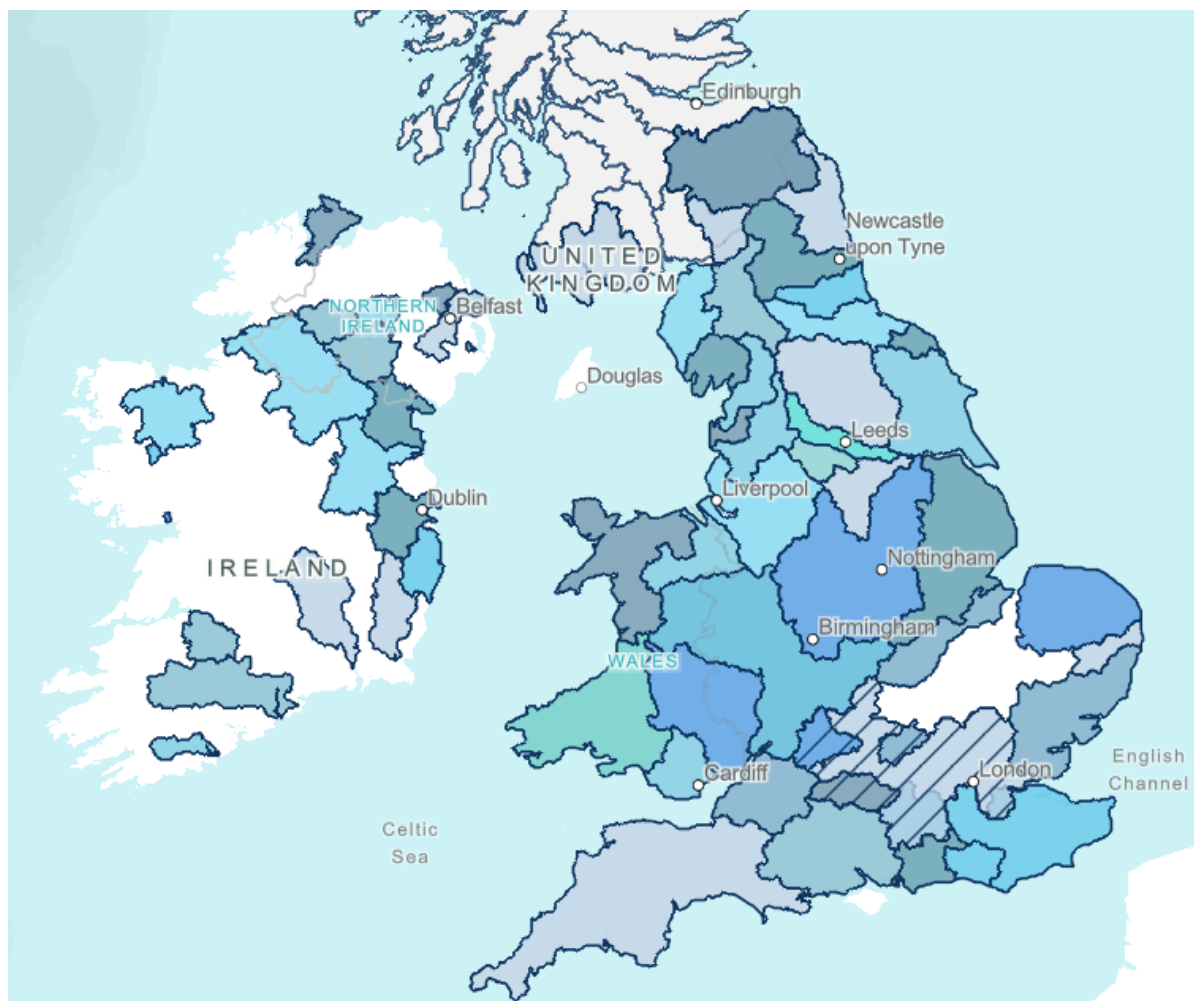 Edinburgh
Newcastle
upon Tyne
UNITED
KINGDOM
NORTHERN
IRELAND
Belfast
Douglas
Leeds
Liverpool
Dublin
IRELAND
Nottingham
Birmingham
WALES
English
Channel
London
Cardiff
Celtic
Sea